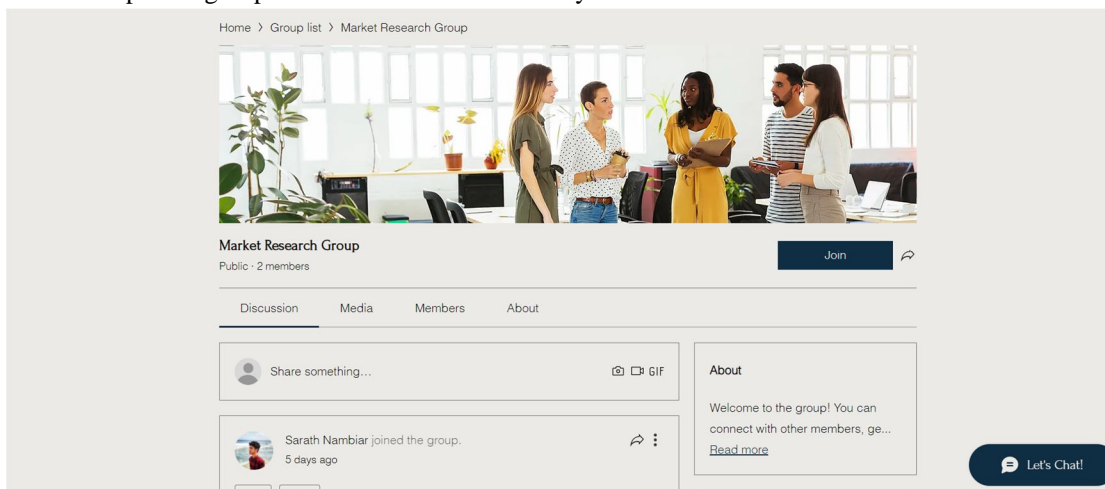 Home > Group list > Market Research Group
Market Research Group
Public · 2 members
Join
Discussion Media Members About
Share something...
GIF
About
Welcome to the group! You can
connect with other members, ge...
Read more
Sarath Nambiar joined the group.
5 days ago
Let's Chat!